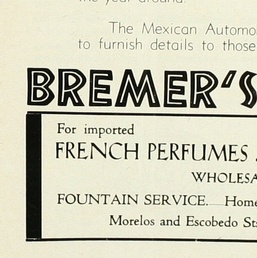 the year around.
The Mexican Automo
to furnish details to those
BREMER'S
For imported
FRENCH PERFUMES
WHOLESA
FOUNTAIN SERVICE. Home
Morelos and Escobedo Sts